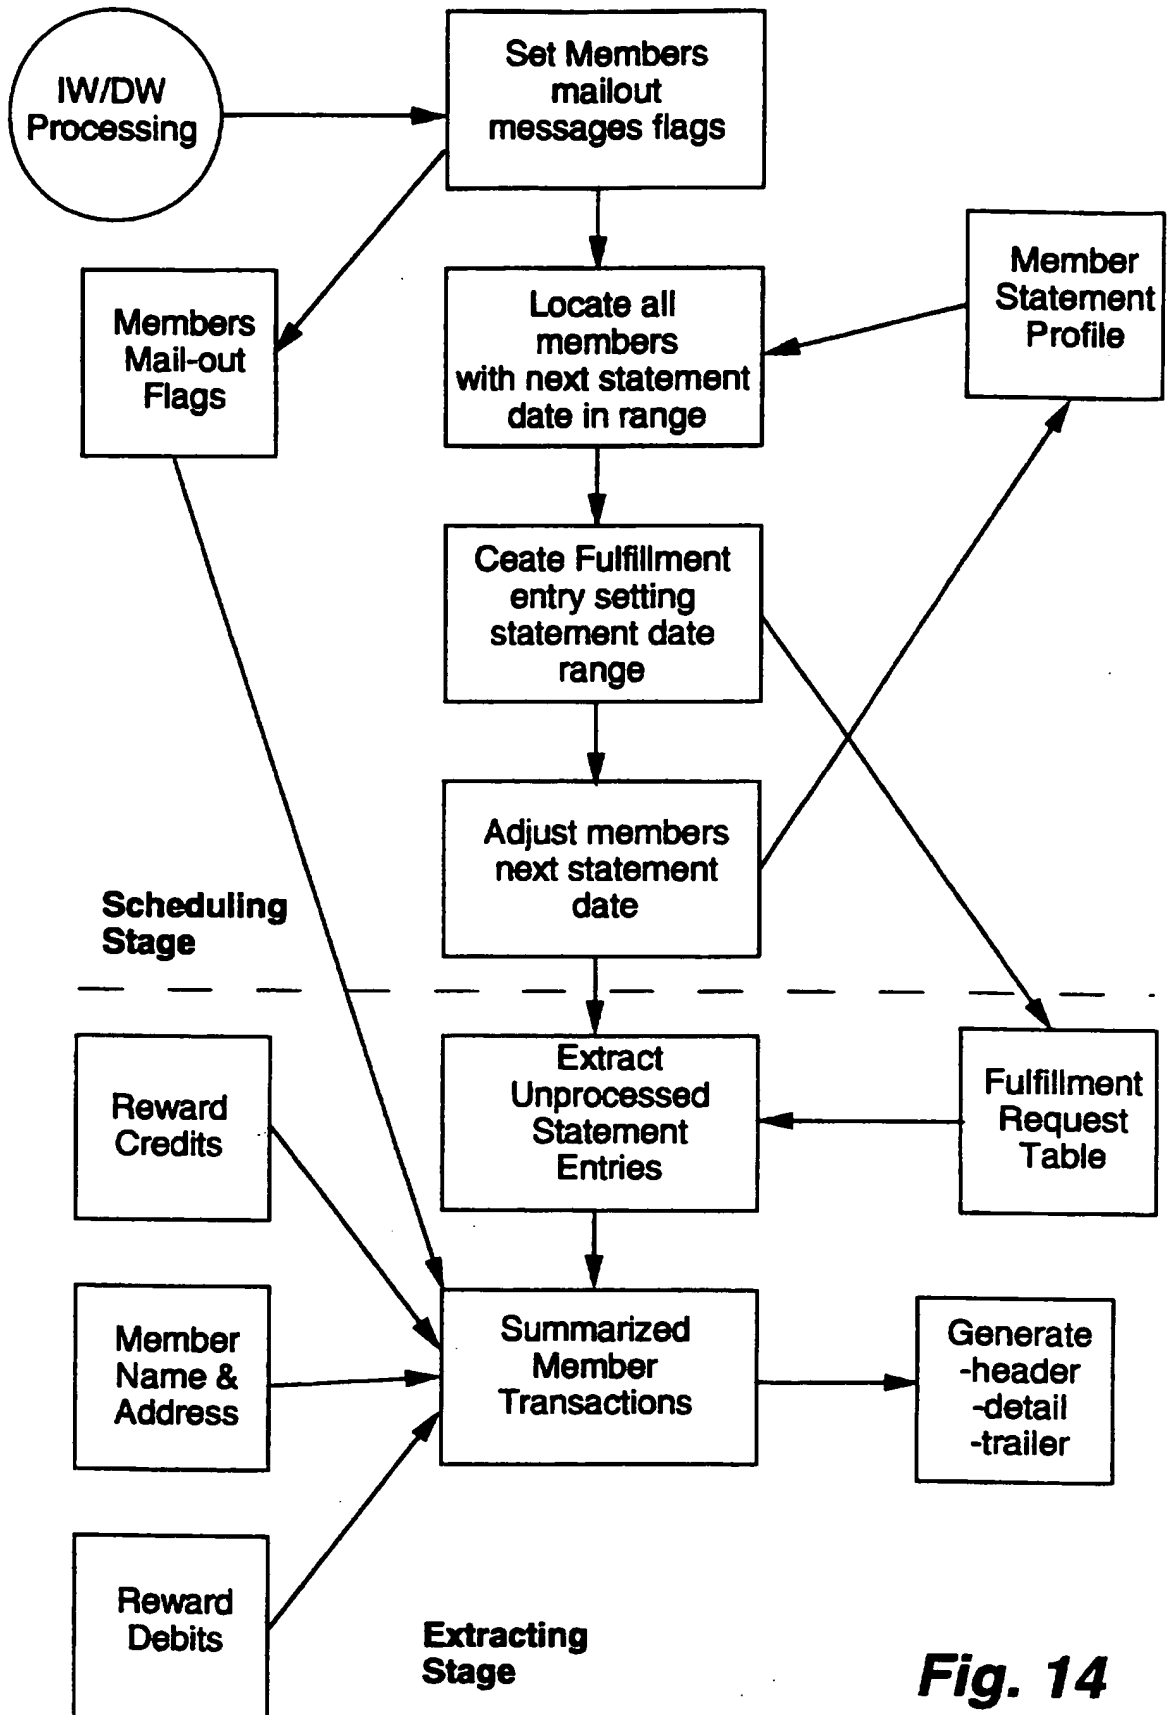 IW/DW
Processing
Set Members
mailout
messages flags
Members
Mail-out
Flags
Locate all
members
with next statement
date in range
Member
Statement
Profile
Ceate Fulfillment
entry setting
statement date
range
Adjust members
next statement
date
Scheduling
Stage
Reward
Credits
Extract
Unprocessed
Statement
Entries
Fulfillment
Request
Table
Member
Name &
Address
Summarized
Member
Transactions
Generate
-header
-detail
-trailer
Reward
Debits
Extracting
Stage
Fig. 14